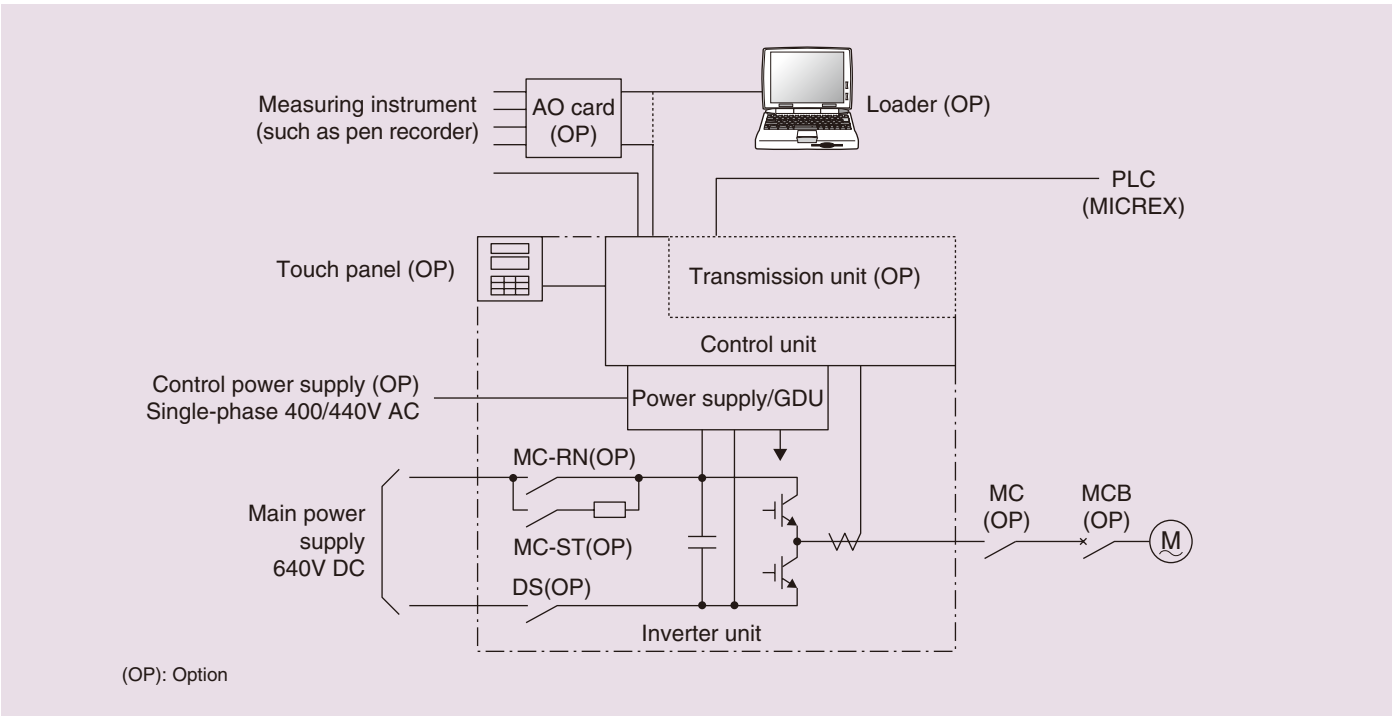 Measuring instrument
(such as pen recorder)
AO card
(OP)
Loader (OP)
PLC
(MICREX)
Touch panel (OP)
Transmission unit (OP)
Control unit
Control power supply (OP)
Single-phase 400/440V AC
Power supply/GDU
MC-RN(OP)
MC-ST(OP)
Main power
supply
640V DC
DS(OP)
MC
(OP)
MCB
(OP)
M
Inverter unit
(OP): Option